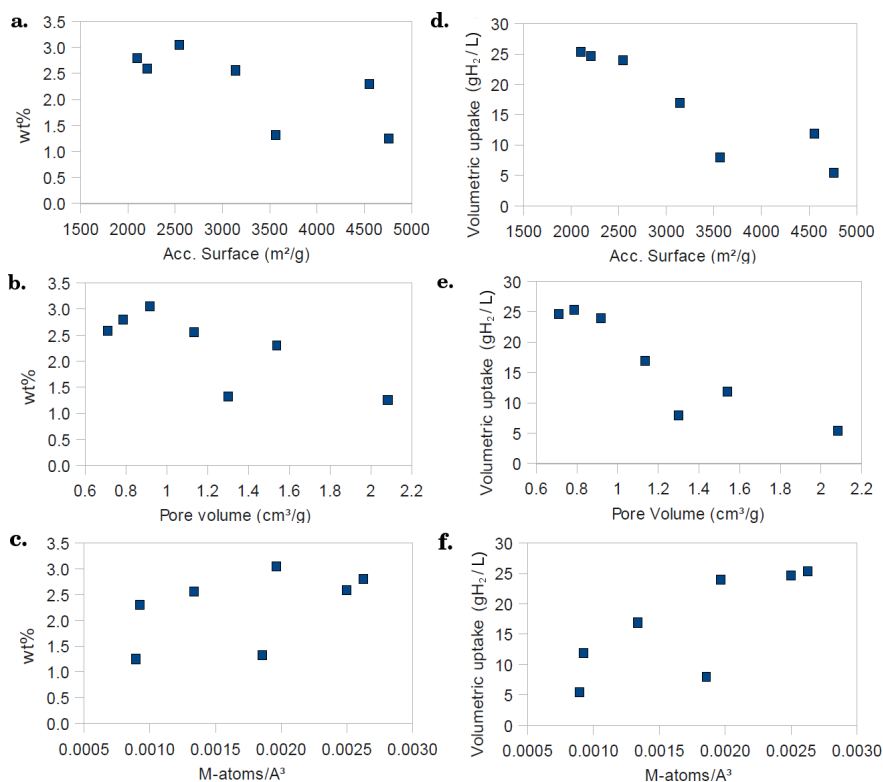 a.
wt%
3.5
3.0
2.5
2.0
1.5
1.0
0.5
0.0
1500 2000 2500 3000 3500 4000 4500 5000
Acc. Surface (m²/g)
d.
Volumetric uptake (gH₂/L)
30
25
20
15
10
5
0
1500 2000 2500 3000 3500 4000 4500 5000
Acc. Surface (m²/g)
b.
wt%
3.5
3.0
2.5
2.0
1.5
1.0
0.5
0.0
0.6 0.8 1 1.2 1.4 1.6 1.8 2 2.2
Pore volume (cm³/g)
e.
Volumetric uptake (gH₂/L)
30
25
20
15
10
5
0
0.6 0.8 1 1.2 1.4 1.6 1.8 2 2.2
Pore Volume (cm³/g)
c.
wt%
3.5
3.0
2.5
2.0
1.5
1.0
0.5
0.0
0.0005 0.0010 0.0015 0.0020 0.0025 0.0030
M-atoms/A³
f.
Volumetric uptake (gH₂/L)
30
25
20
15
10
5
0
0.0005 0.0010 0.0015 0.0020 0.0025 0.0030
M-atoms/A³